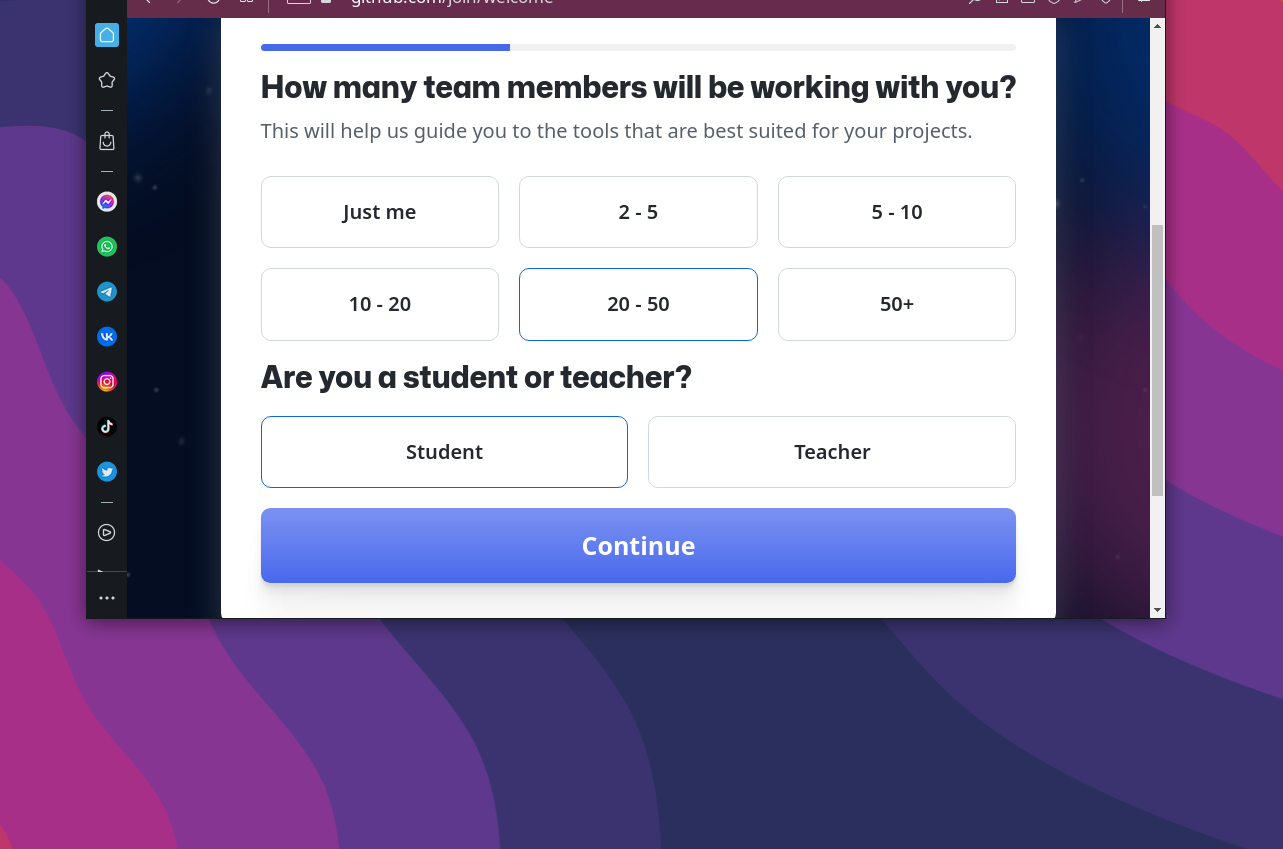 github.com/join/welcome
How many team members will be working with you?
This will help us guide you to the tools that are best suited for your projects.
Just me
2 - 5
5 - 10
10 - 20
20 - 50
50+
Are you a student or teacher?
Student
Teacher
Continue